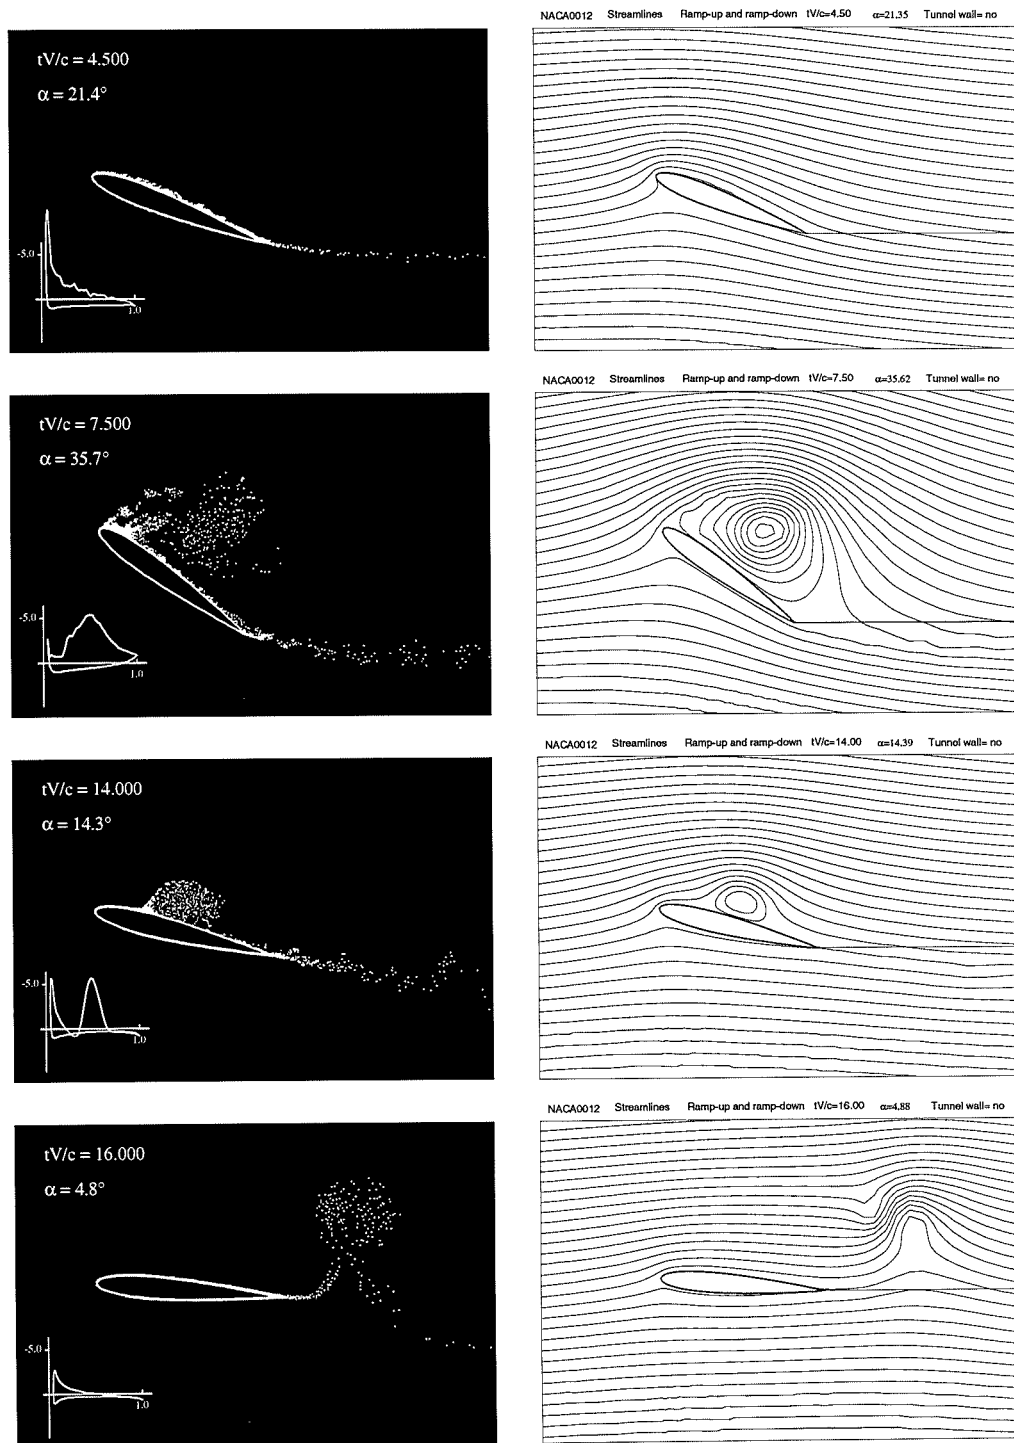 NACA0012 Streamlines Ramp-up and ramp-down tV/c=4.50 α=21.35 Tunnel wall= no
tV/c = 4.500
α = 21.4°
-5.0
1.0
NACA0012 Streamlines Ramp-up and ramp-down tV/c=7.50 α=35.62 Tunnel wall= no
tV/c = 7.500
α = 35.7°
-5.0
1.0
NACA0012 Streamlines Ramp-up and ramp-down tV/c=14.00 α=14.39 Tunnel wall= no
tV/c = 14.000
α = 14.3°
-5.0
1.0
NACA0012 Streamlines Ramp-up and ramp-down tV/c=16.00 α=4.88 Tunnel wall= no
tV/c = 16.000
α = 4.8°
-5.0
1.0